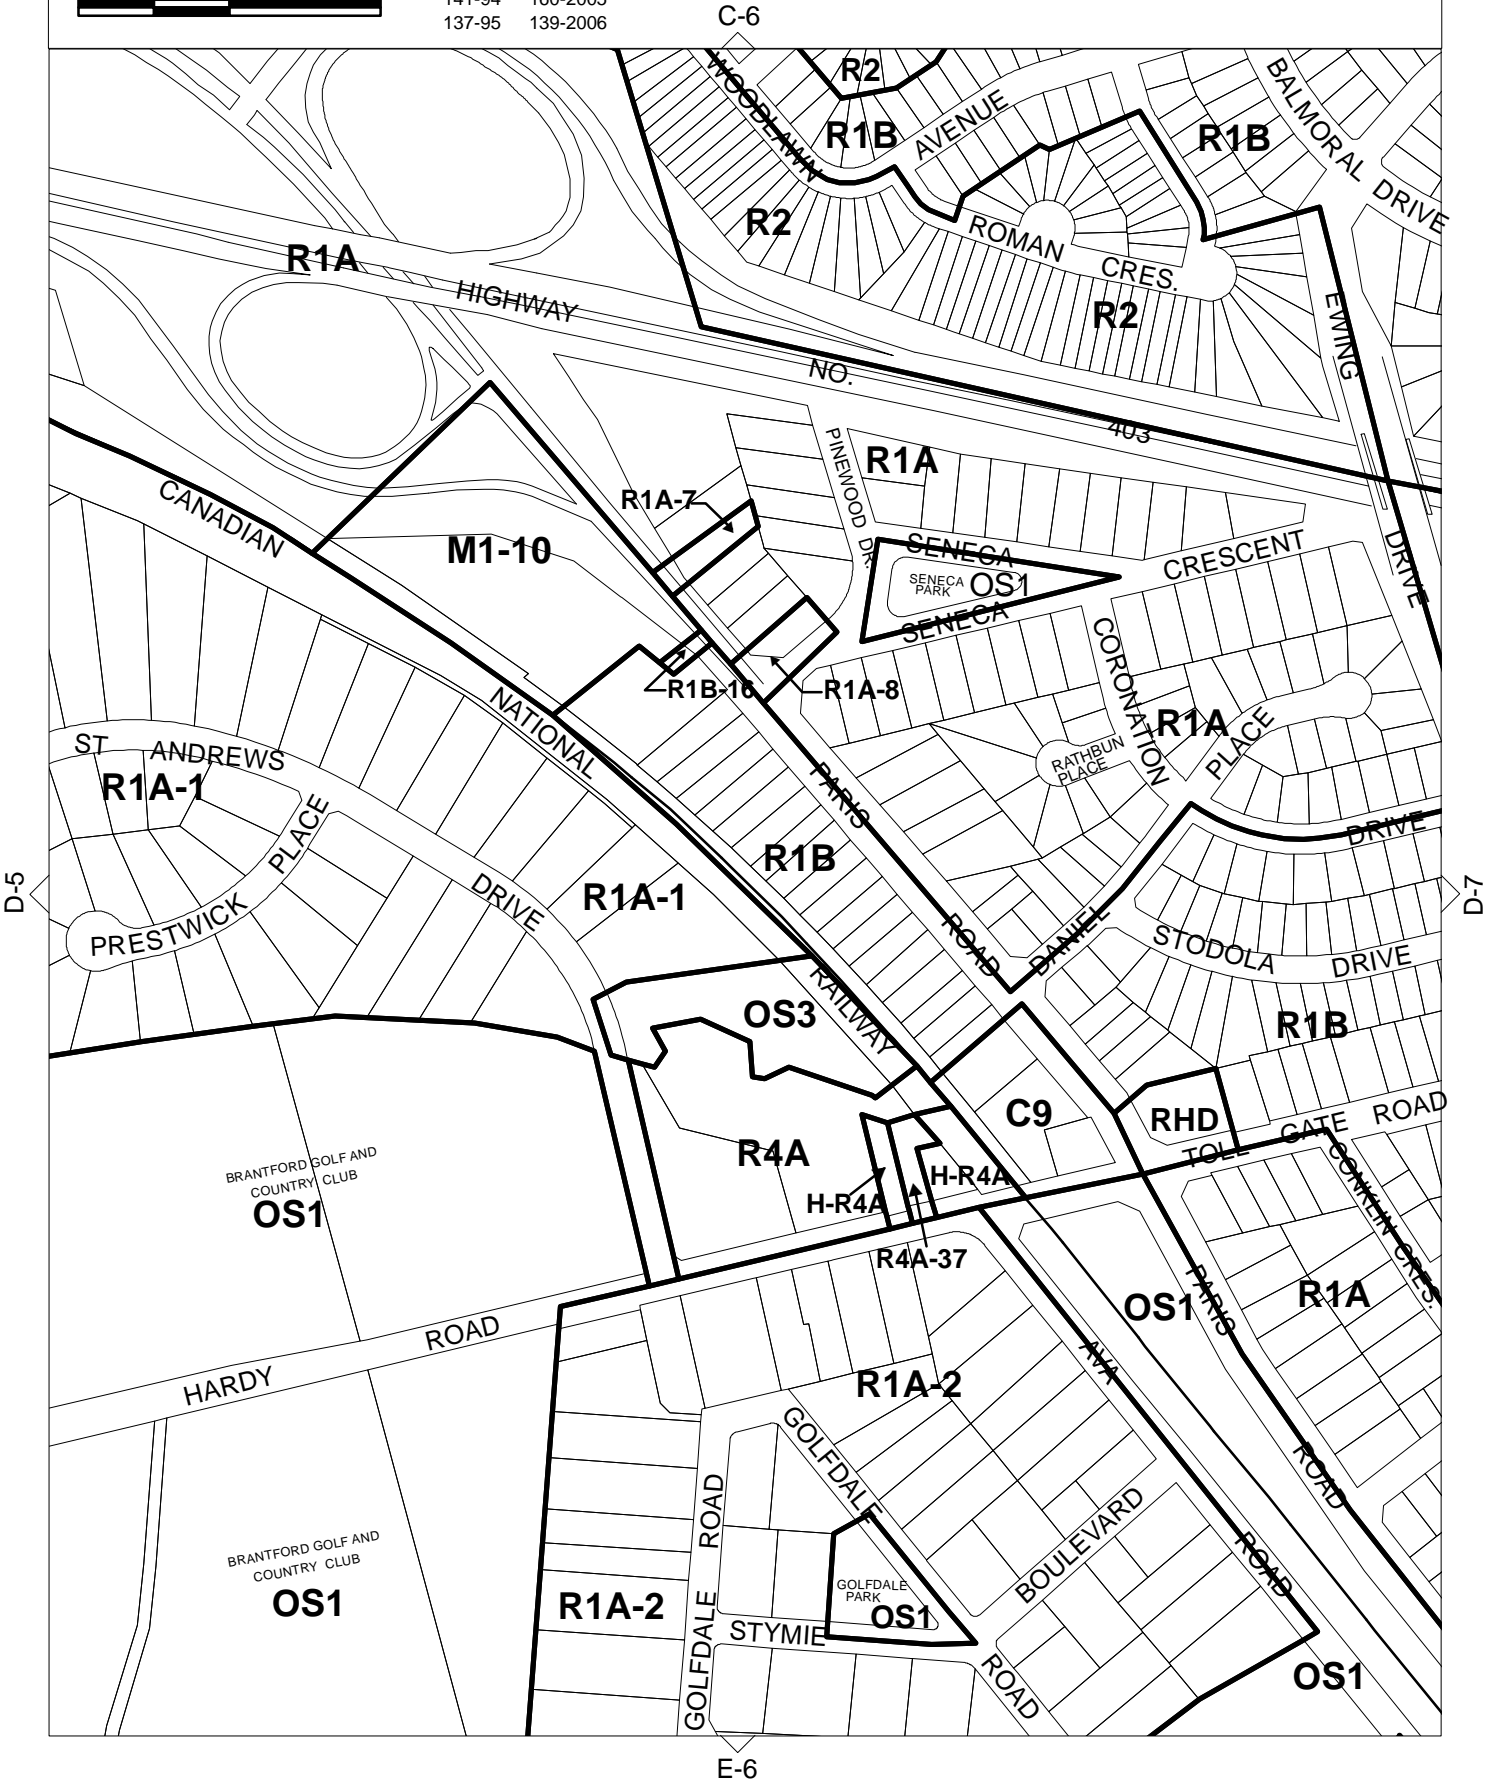 141-94 160-2005
137-95 139-2006
C-6
WOODLAWN
AVENUE
R2
R1B
BALMORAL DRIVE
R1B
R2
ROMAN CRES.
R2
R1A
HIGHWAY NO. 403
EWING DRIVE
PINEWOOD DR.
R1A
R1A-7
CANADIAN NATIONAL RAILWAY
M1-10
SENECA CRESCENT
SENECA
PARK
OS1
SENECA
CORONATION
R1B-16
R1A-8
R1A
PLACE
RATHBUN
PLACE
ST ANDREWS DRIVE
R1A-1
PRESTWICK PLACE
PARIS ROAD
R1B
R1A-1
DANIEL DRIVE
D-5
D-7
STODOLA DRIVE
R1B
OS3
C9
RHD
TOLL GATE ROAD
R4A
H-R4A
H-R4A
R4A-37
CONKLIN CRES.
BRANTFORD GOLF AND
COUNTRY CLUB
OS1
OS1
PARIS ROAD
R1A
HARDY ROAD
AVA ROAD
R1A-2
GOLFDALE ROAD
GOLFDALE ROAD
BOULEVARD
BRANTFORD GOLF AND
COUNTRY CLUB
OS1
R1A-2
GOLFDALE
PARK
OS1
STYMIE
OS1
E-6